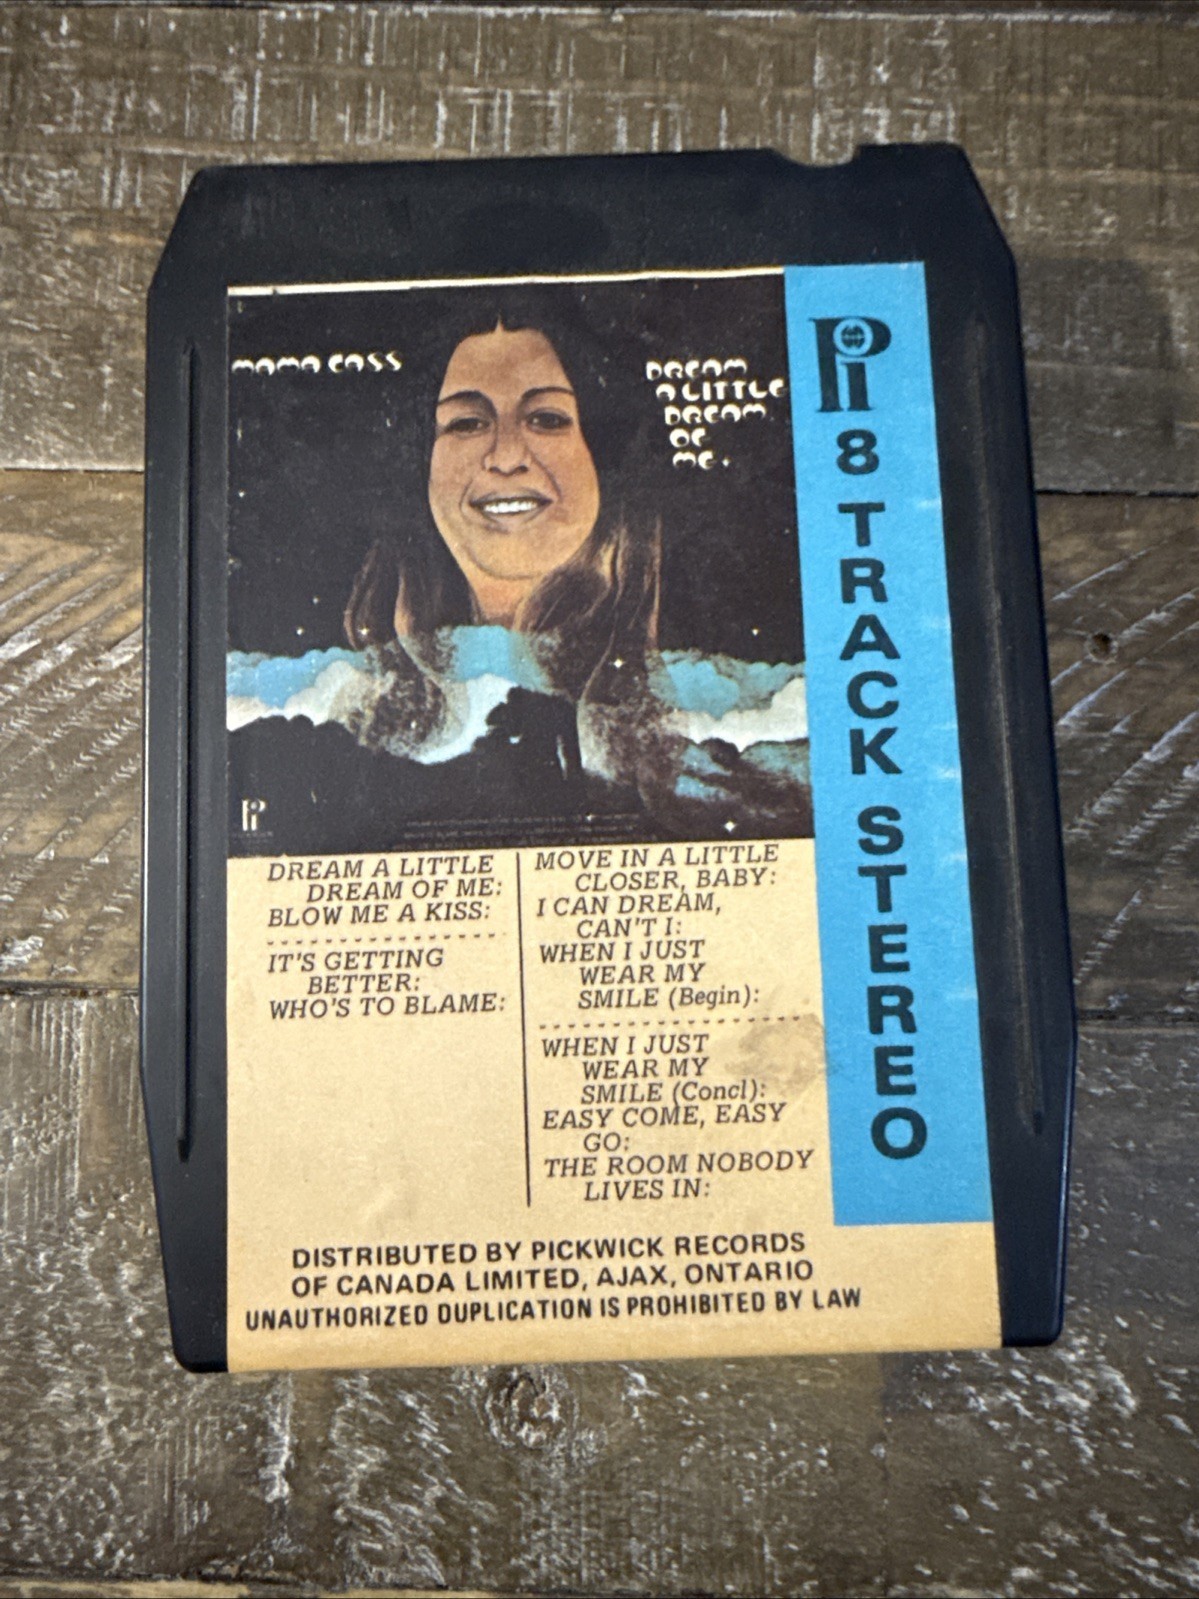 MAMA CASS
DREAM
A LITTLE
DREAM
OF
ME
Pi
8 TRACK STEREO
Pi
DREAM A LITTLE
DREAM OF ME:
BLOW ME A KISS:
IT'S GETTING
BETTER:
WHO'S TO BLAME:
MOVE IN A LITTLE
CLOSER, BABY:
I CAN DREAM,
CAN'T I:
WHEN I JUST
WEAR MY
SMILE (Begin):
WHEN I JUST
WEAR MY
SMILE (Concl):
EASY COME, EASY
GO:
THE ROOM NOBODY
LIVES IN:
DISTRIBUTED BY PICKWICK RECORDS
OF CANADA LIMITED, AJAX, ONTARIO
UNAUTHORIZED DUPLICATION IS PROHIBITED BY LAW